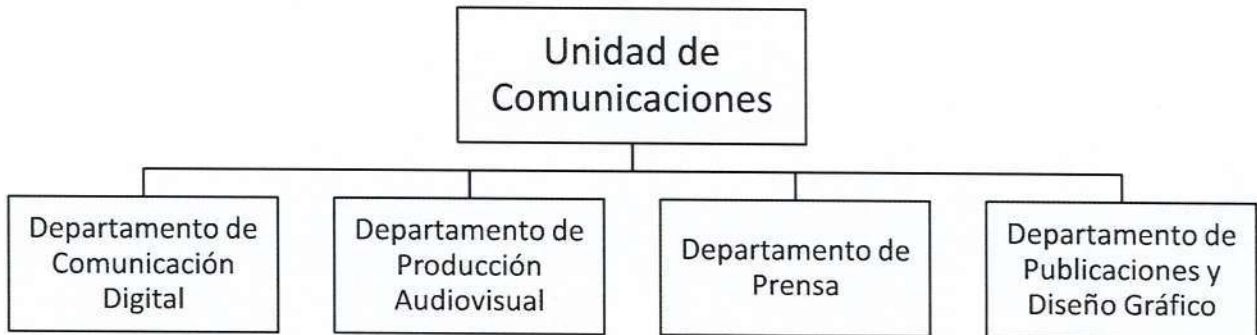 Unidad de
Comunicaciones
Departamento de
Comunicación
Digital
Departamento de
Producción
Audiovisual
Departamento de
Prensa
Departamento de
Publicaciones y
Diseño Gráfico